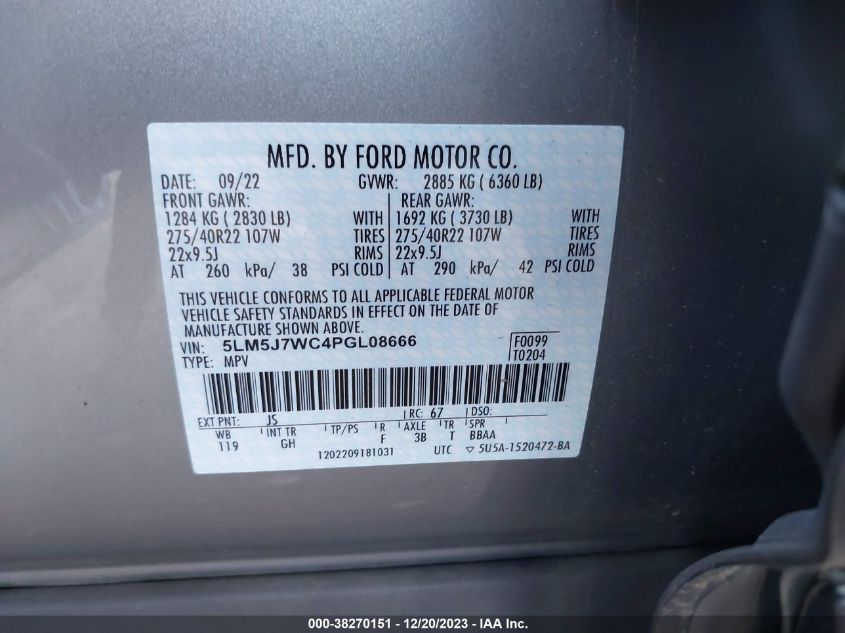 MFD. BY FORD MOTOR CO.
DATE: 09/22 GVWR: 2885 KG ( 6360 LB)
FRONT GAWR: REAR GAWR:
1284 KG ( 2830 LB) WITH 1692 KG ( 3730 LB) WITH
275/40R22 107W TIRES 275/40R22 107W TIRES
22x9.5J RIMS 22x9.5J RIMS
AT 260 kPa/ 38 PSI COLD AT 290 kPa/ 42 PSI COLD
THIS VEHICLE CONFORMS TO ALL APPLICABLE FEDERAL MOTOR
VEHICLE SAFETY STANDARDS IN EFFECT ON THE DATE OF
MANUFACTURE SHOWN ABOVE.
VIN: 5LM5J7WC4PGL08666 F0099
TYPE: MPV T0204
EXT PNT: JS RC: 67 DSO:
WB INT TR TP/PS R AXLE TR SPR
119 GH F 3B T BBAA
1202209181031 UTC ▽ 5U5A-1520472-BA
000-38270151 - 12/20/2023 - IAA Inc.